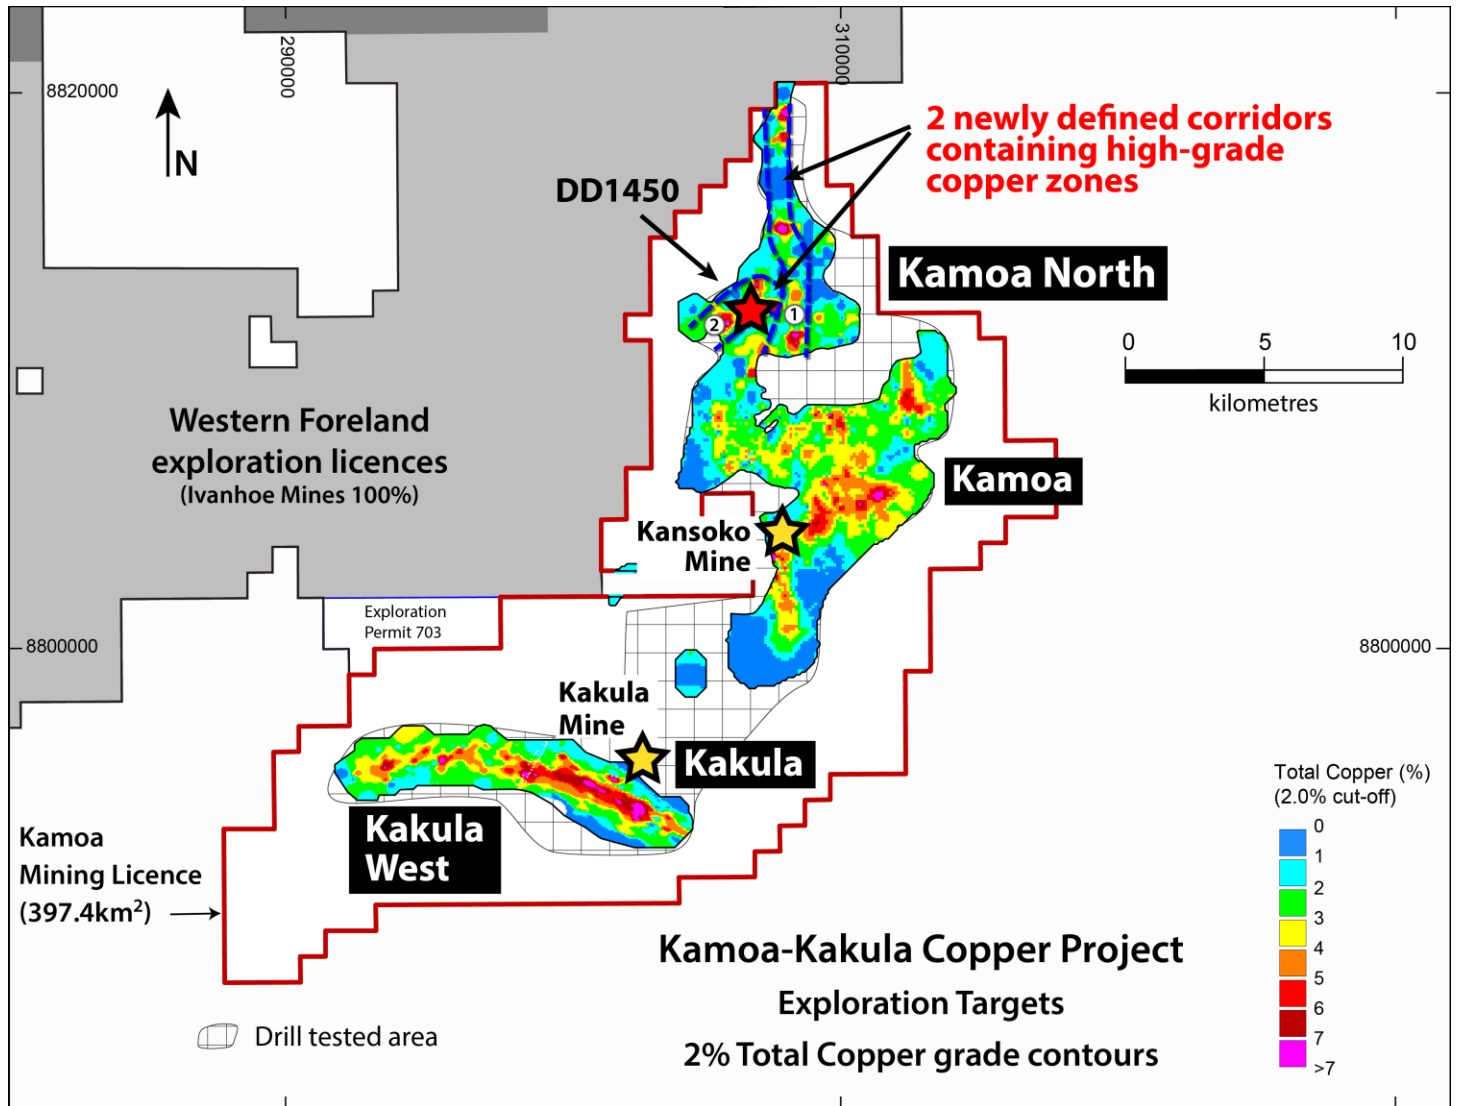 290000
310000
8820000
N
2 newly defined corridors
containing high-grade
copper zones
DD1450
Kamoa North
1
2
0 5 10
kilometres
Western Foreland
exploration licences
(Ivanhoe Mines 100%)
Kamoa
Kansoko
Mine
Exploration
Permit 703
8800000
8800000
Kakula
Mine
Kakula
Kakula
West
Total Copper (%)
(2.0% cut-off)
0
1
2
3
4
5
6
7
>7
Kamoa
Mining Licence
(397.4km²)
Kamoa-Kakula Copper Project
Exploration Targets
2% Total Copper grade contours
Drill tested area